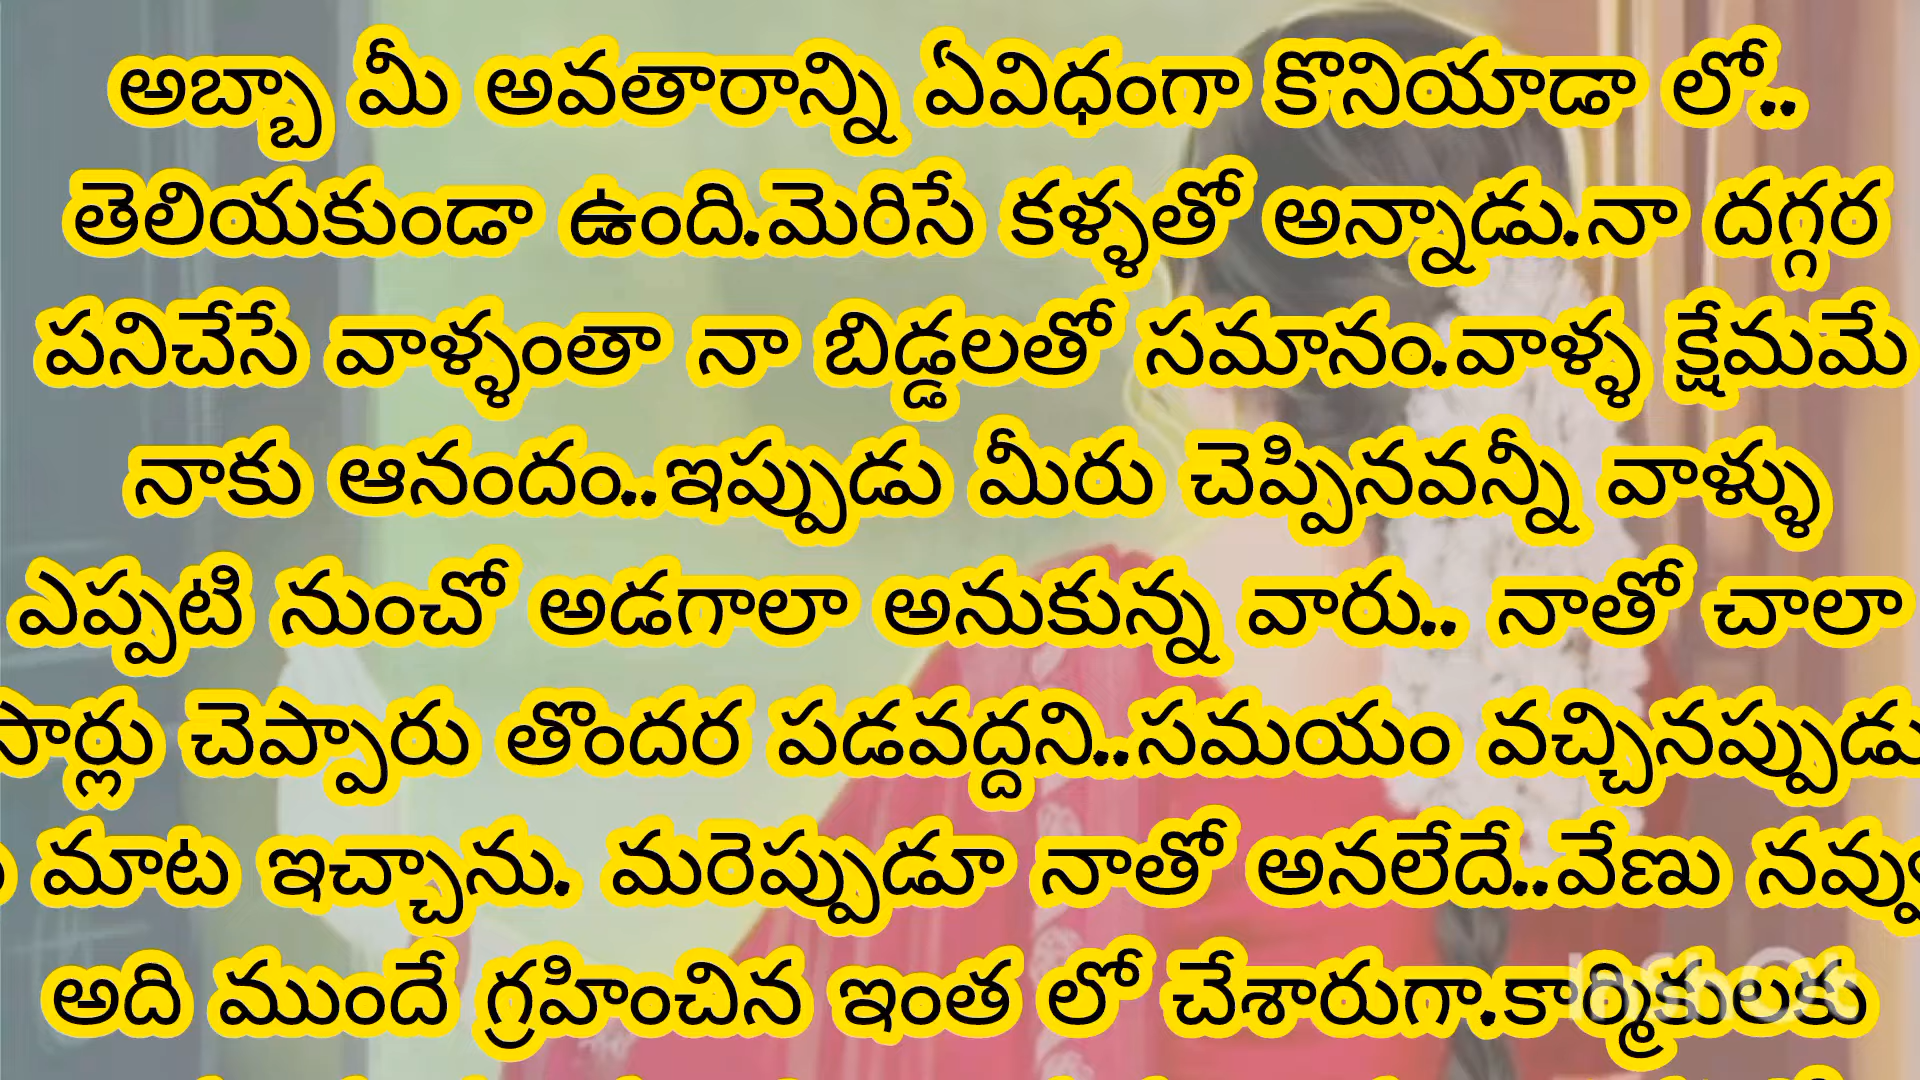 అబ్బా మీ అవతారాన్ని ఏవిధంగా కొనియాడా లో..
తెలియకుండా ఉంది.మెరిసే కళ్ళతో అన్నాడు.నా దగ్గర
పనిచేసే వాళ్ళంతా నా బిడ్డలతో సమానం.వాళ్ళ క్షేమమే
నాకు ఆనందం..ఇప్పుడు మీరు చెప్పినవన్నీ వాళ్ళు
ఎప్పటి నుంచో అడగాలా అనుకున్న వారు.. నాతో చాలా
సార్లు చెప్పారు తొందర పడవద్దని..సమయం వచ్చినప్పుడు
మాట ఇచ్చాను. మరెప్పుడూ నాతో అనలేదే..వేణు
అది ముందే గ్రహించిన ఇంత లో చేశారుగా.కార్మికులకు
InShOt